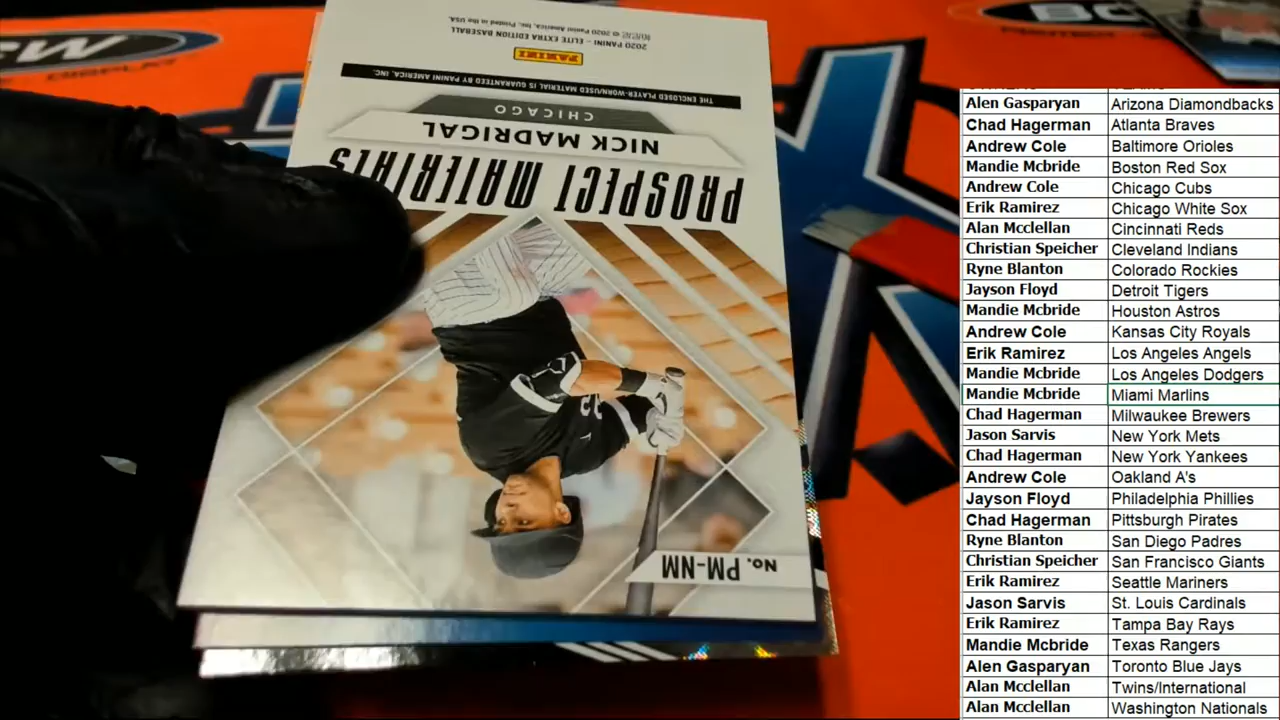 2020 PANINI – ELITE EXTRA EDITION BASEBALL
PANINI
THE ENCLOSED PLAYER-WORN/USED MATERIAL IS GUARANTEED BY PANINI AMERICA, INC.
CHICAGO
NICK MADRIGAL
PROSPECT MATERIALS
No. PM-NM
Alen Gasparyan Arizona Diamondbacks
Chad Hagerman Atlanta Braves
Andrew Cole Baltimore Orioles
Mandie Mcbride Boston Red Sox
Andrew Cole Chicago Cubs
Erik Ramirez Chicago White Sox
Alan Mcclellan Cincinnati Reds
Christian Speicher Cleveland Indians
Ryne Blanton Colorado Rockies
Jayson Floyd Detroit Tigers
Mandie Mcbride Houston Astros
Andrew Cole Kansas City Royals
Erik Ramirez Los Angeles Angels
Mandie Mcbride Los Angeles Dodgers
Mandie Mcbride Miami Marlins
Chad Hagerman Milwaukee Brewers
Jason Sarvis New York Mets
Chad Hagerman New York Yankees
Andrew Cole Oakland A's
Jayson Floyd Philadelphia Phillies
Chad Hagerman Pittsburgh Pirates
Ryne Blanton San Diego Padres
Christian Speicher San Francisco Giants
Erik Ramirez Seattle Mariners
Jason Sarvis St. Louis Cardinals
Erik Ramirez Tampa Bay Rays
Mandie Mcbride Texas Rangers
Alen Gasparyan Toronto Blue Jays
Alan Mcclellan Twins/International
Alan Mcclellan Washington Nationals